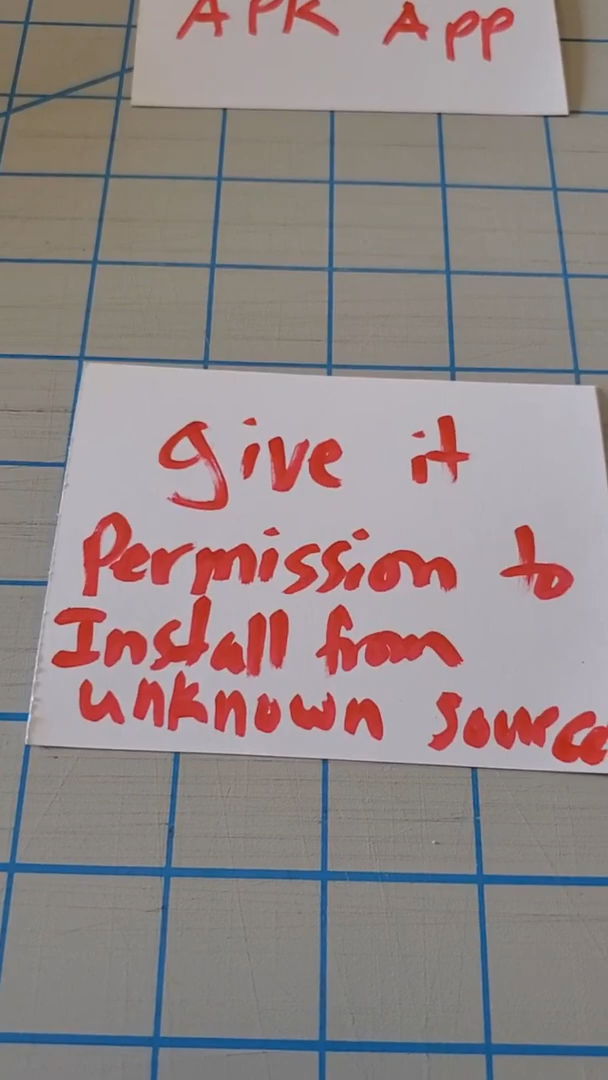 APK App
give it
Permission to
Install from
unknown source